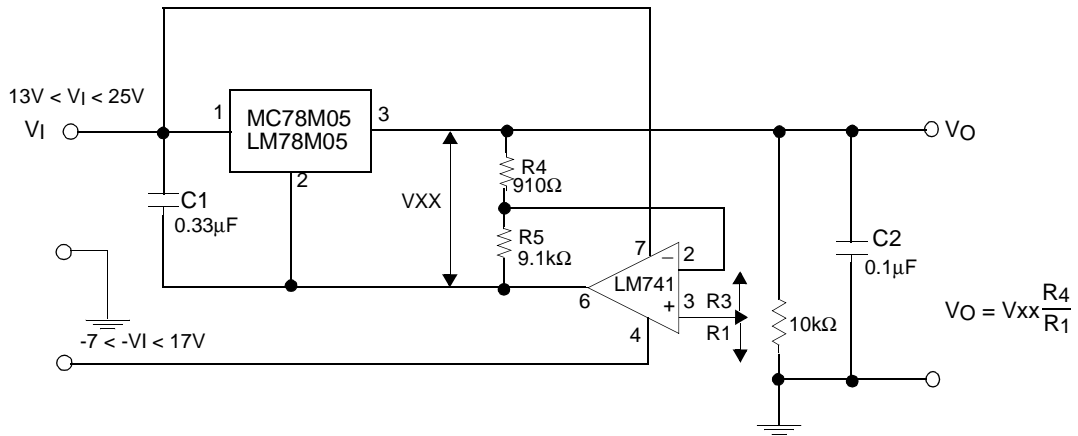 13V < VI < 25V
VI
1
MC78M05
LM78M05
3
2
VO
C1
0.33µF
VXX
R4
910Ω
R5
9.1kΩ
7
2
−
LM741
6
+
3
4
R3
R1
10kΩ
C2
0.1µF
VO = Vxx R4
R1
-7 < -VI < 17V